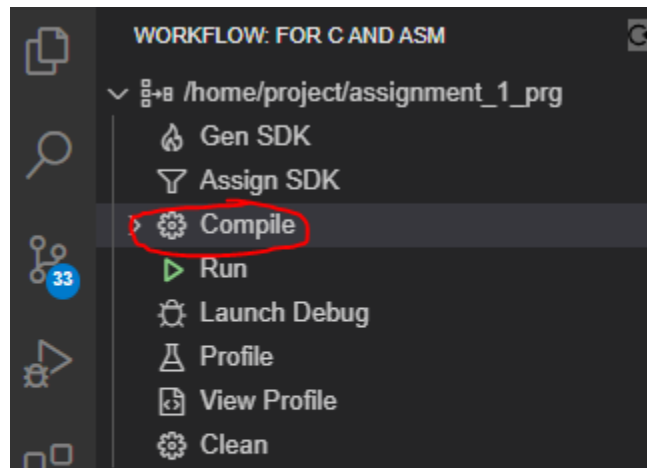 WORKFLOW: FOR C AND ASM
/home/project/assignment_1_prg
Gen SDK
Assign SDK
Compile
33
Run
Launch Debug
Profile
View Profile
Clean